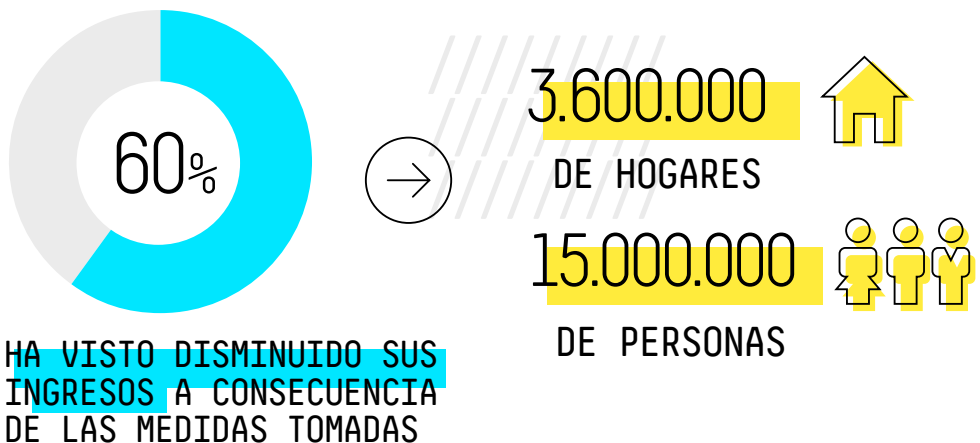 60%
HA VISTO DISMINUIDO SUS
INGRESOS A CONSECUENCIA
DE LAS MEDIDAS TOMADAS
3.600.000
DE HOGARES
15.000.000
DE PERSONAS